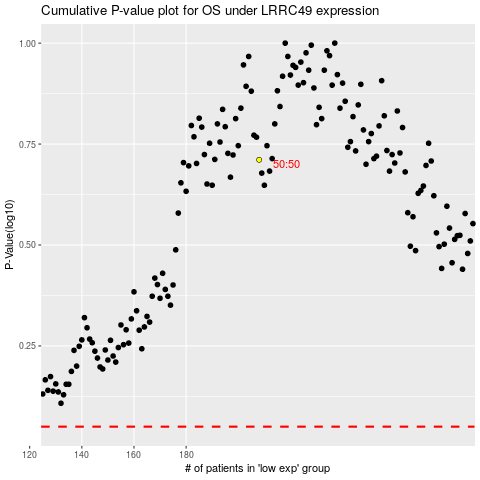 Cumulative P-value plot for OS under LRRC49 expression
1.00
0.75
50:50
0.50
0.25
120 140 160 180
P-Value(log10)
# of patients in 'low exp' group